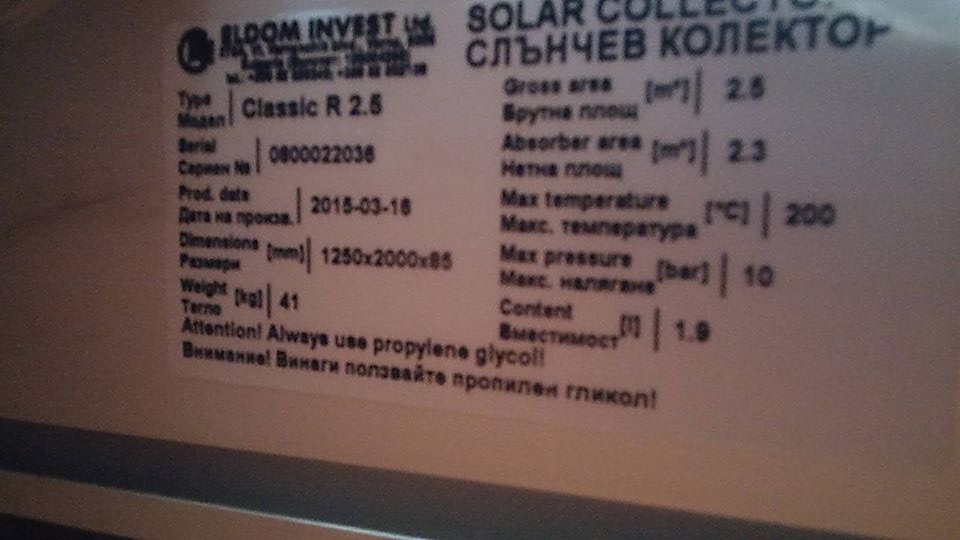 ELDOM INVEST Ltd.
SOLAR COLLECTOR
СЛЪНЧЕВ КОЛЕКТОР
Type
Модел
Classic R 2.5
Serial
Сериен №
0600022036
Prod. date
Дата на произв.
2015-03-16
Dimensions
Размери
[mm]
1250x2000x85
Weight
Тегло
[kg]
41
Gross area
Брутна площ
[m²]
2.5
Absorber area
Нетна площ
[m²]
2.3
Max temperature
Макс. температура
[°C]
200
Max pressure
Макс. налягане
[bar]
10
Content
Вместимост
[l]
1.9
Attention! Always use propylene glycol!
Внимание! Винаги ползвайте пропилен гликол!